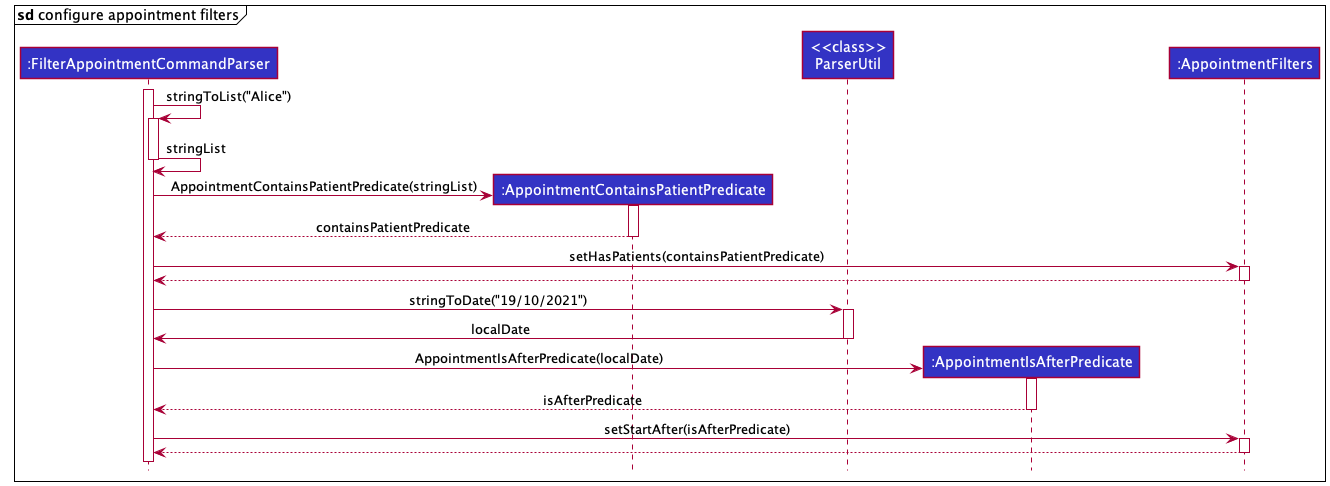 sd configure appointment filters
<<class>>
:FilterAppointmentCommandParser
ParserUtil
:AppointmentFilters
stringToList("Alice")
stringList
AppointmentContainsPatientPredicate(stringList)
:AppointmentContainsPatientPredicate
containsPatientPredicate
setHasPatients(containsPatientPredicate)
stringToDate("19/10/2021")
localDate
AppointmentIsAfterPredicate(localDate)
:AppointmentIsAfterPredicate
isAfterPredicate
setStartAfter(isAfterPredicate)